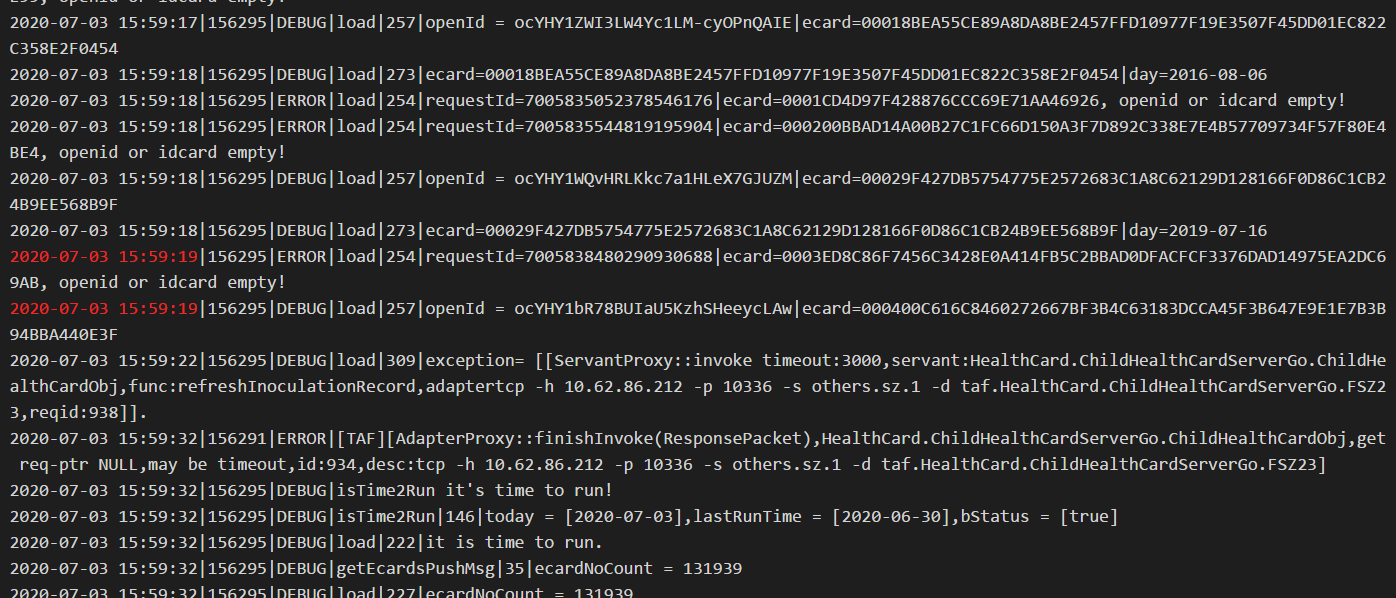 2020-07-03 15:59:17|156295|DEBUG|load|257|openId = ocYHY1ZWI3LW4Yc1LM-cyOPnQAIE|ecard=00018BEA55CE89A8DA8BE2457FFD10977F19E3507F45DD01EC822
C358E2F0454
2020-07-03 15:59:18|156295|DEBUG|load|273|ecard=00018BEA55CE89A8DA8BE2457FFD10977F19E3507F45DD01EC822C358E2F0454|day=2016-08-06
2020-07-03 15:59:18|156295|ERROR|load|254|requestId=7005835052378546176|ecard=0001CD4D97F428876CCC69E71AA46926, openid or idcard empty!
2020-07-03 15:59:18|156295|ERROR|load|254|requestId=7005835544819195904|ecard=000200BBAD14A00B27C1FC66D150A3F7D892C338E7E4B57709734F57F80E4
BE4, openid or idcard empty!
2020-07-03 15:59:18|156295|DEBUG|load|257|openId = ocYHY1WQvHRLKkc7a1HLeX7GJUZM|ecard=00029F427DB5754775E2572683C1A8C62129D128166F0D86C1CB2
4B9EE568B9F
2020-07-03 15:59:18|156295|DEBUG|load|273|ecard=00029F427DB5754775E2572683C1A8C62129D128166F0D86C1CB24B9EE568B9F|day=2019-07-16
2020-07-03 15:59:19|156295|ERROR|load|254|requestId=7005838480290930688|ecard=0003ED8C86F7456C3428E0A414FB5C2BBAD0DFACFCF3376DAD14975EA2DC6
9AB, openid or idcard empty!
2020-07-03 15:59:19|156295|DEBUG|load|257|openId = ocYHY1bR78BUIaU5KzhSHeeycLAw|ecard=000400C616C8460272667BF3B4C63183DCCA45F3B647E9E1E7B3B
94BBA440E3F
2020-07-03 15:59:22|156295|DEBUG|load|309|exception= [[ServantProxy::invoke timeout:3000,servant:HealthCard.ChildHealthCardServerGo.ChildHe
althCardObj,func:refreshInoculationRecord,adaptertcp -h 10.62.86.212 -p 10336 -s others.sz.1 -d taf.HealthCard.ChildHealthCardServerGo.FSZ2
3,reqid:938]].
2020-07-03 15:59:32|156291|ERROR|[TAF][AdapterProxy::finishInvoke(ResponsePacket),HealthCard.ChildHealthCardServerGo.ChildHealthCardObj,get
req-ptr NULL,may be timeout,id:934,desc:tcp -h 10.62.86.212 -p 10336 -s others.sz.1 -d taf.HealthCard.ChildHealthCardServerGo.FSZ23]
2020-07-03 15:59:32|156295|DEBUG|isTime2Run it's time to run!
2020-07-03 15:59:32|156295|DEBUG|isTime2Run|146|today = [2020-07-03],lastRunTime = [2020-06-30],bStatus = [true]
2020-07-03 15:59:32|156295|DEBUG|load|222|it is time to run.
2020-07-03 15:59:32|156295|DEBUG|getEcardsPushMsg|35|ecardNoCount = 131939
2020-07-03 15:59:32|156295|DEBUG|load|227|ecardNoCount = 131939